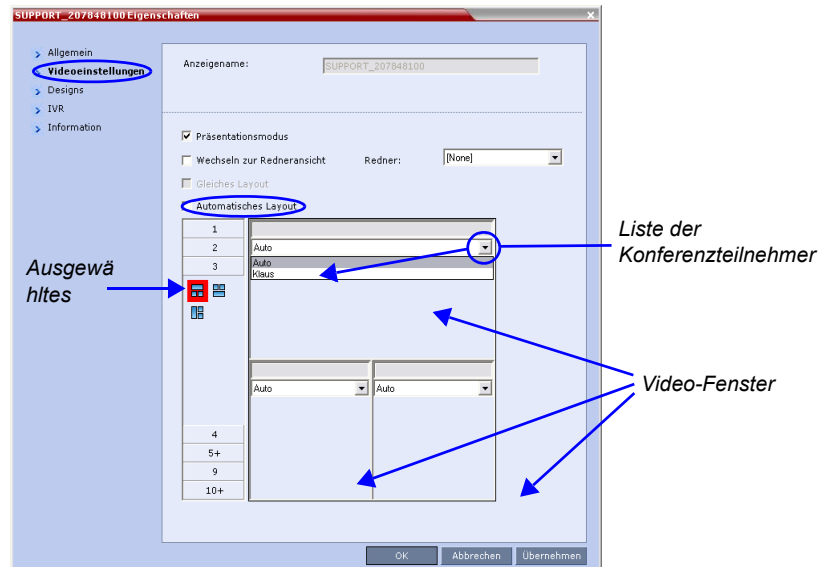 SUPPORT_207848100 Eigenschaften
Allgemein
Videoeinstellungen
Designs
IVR
Information
Anzeigename:
SUPPORT_207848100
Präsentationsmodus
Wechseln zur Redneransicht
Redner:
[None]
Gleiches Layout
Automatisches Layout
1
2
3
Auto
Auto
Klaus
Auto
Auto
4
5+
9
10+
OK
Abbrechen
Übernehmen
Ausgewä
hltes
Liste der
Konferenzteilnehmer
Video-Fenster